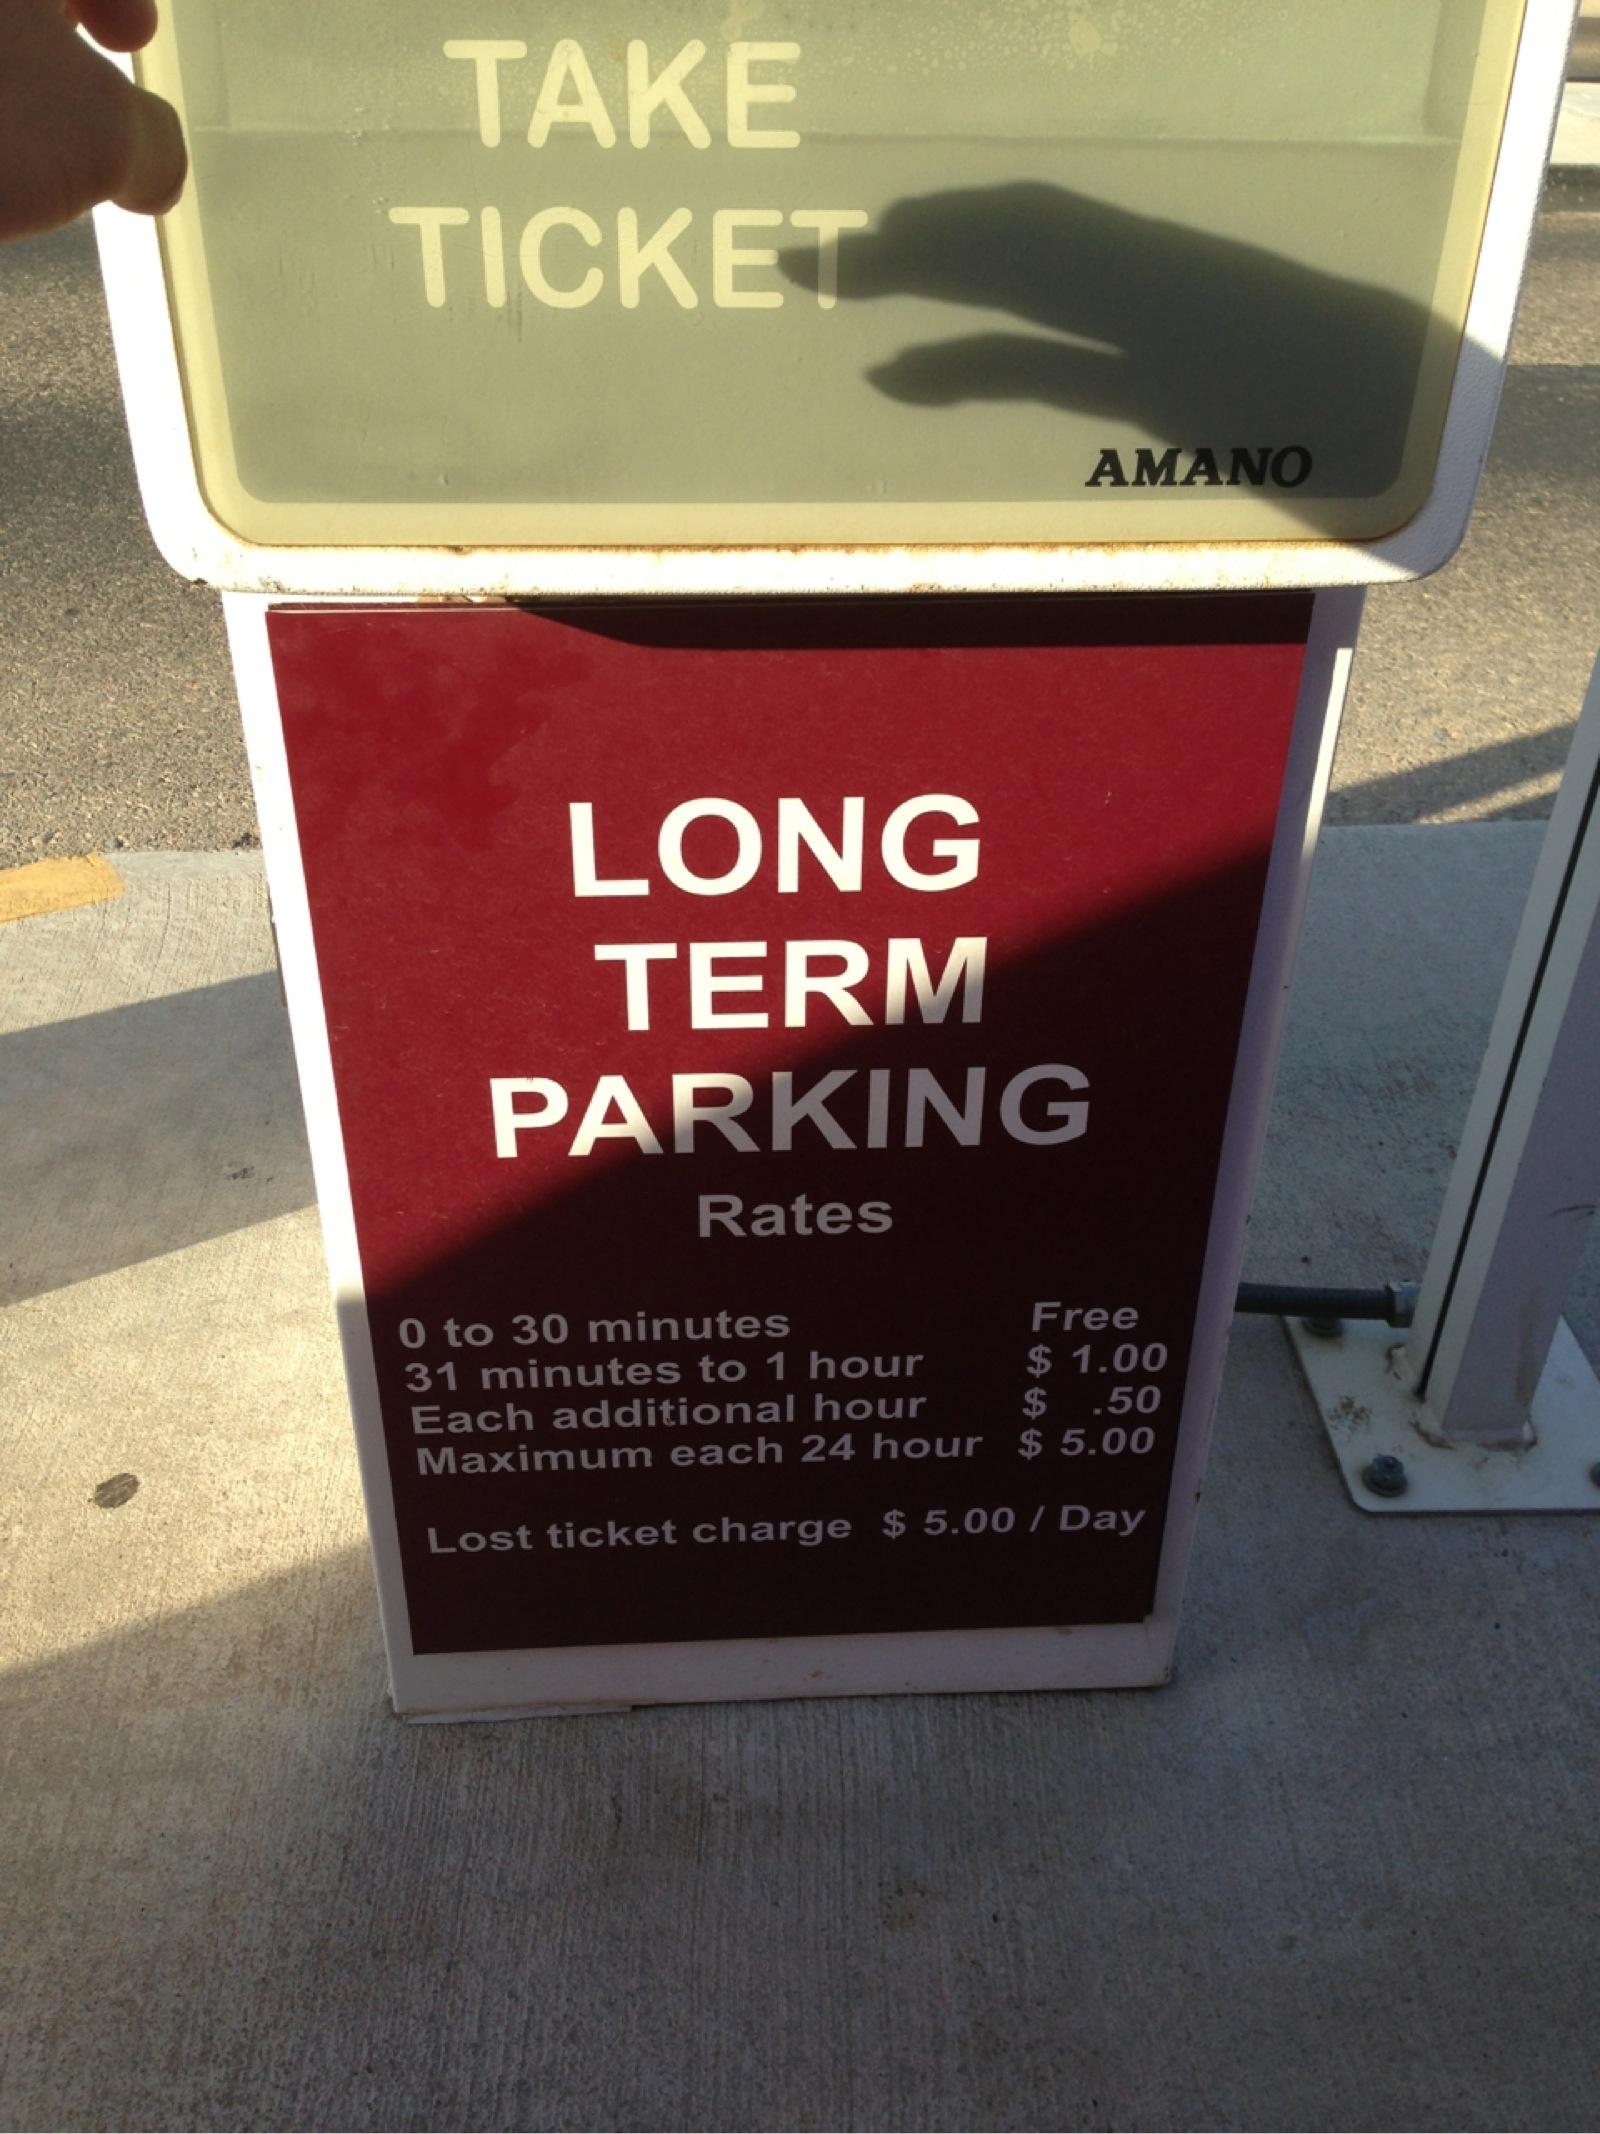 TAKE
TICKET
AMANO
LONG
TERM
PARKING
Rates
0 to 30 minutes Free
31 minutes to 1 hour $ 1.00
Each additional hour $ .50
Maximum each 24 hour $ 5.00
Lost ticket charge $ 5.00 / Day